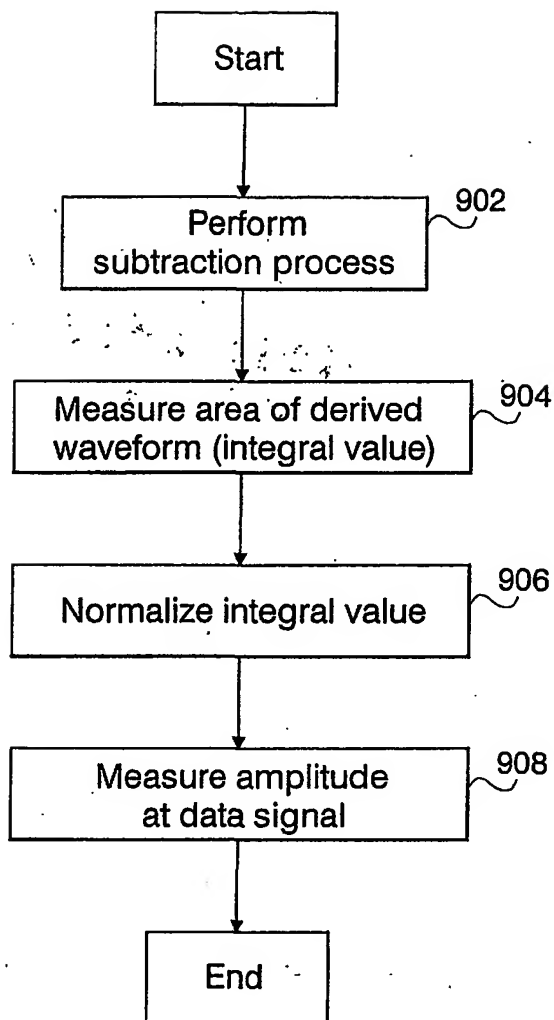 Start
902
Perform
subtraction process
904
Measure area of derived
waveform (integral value)
906
Normalize integral value
908
Measure amplitude
at data signal
End